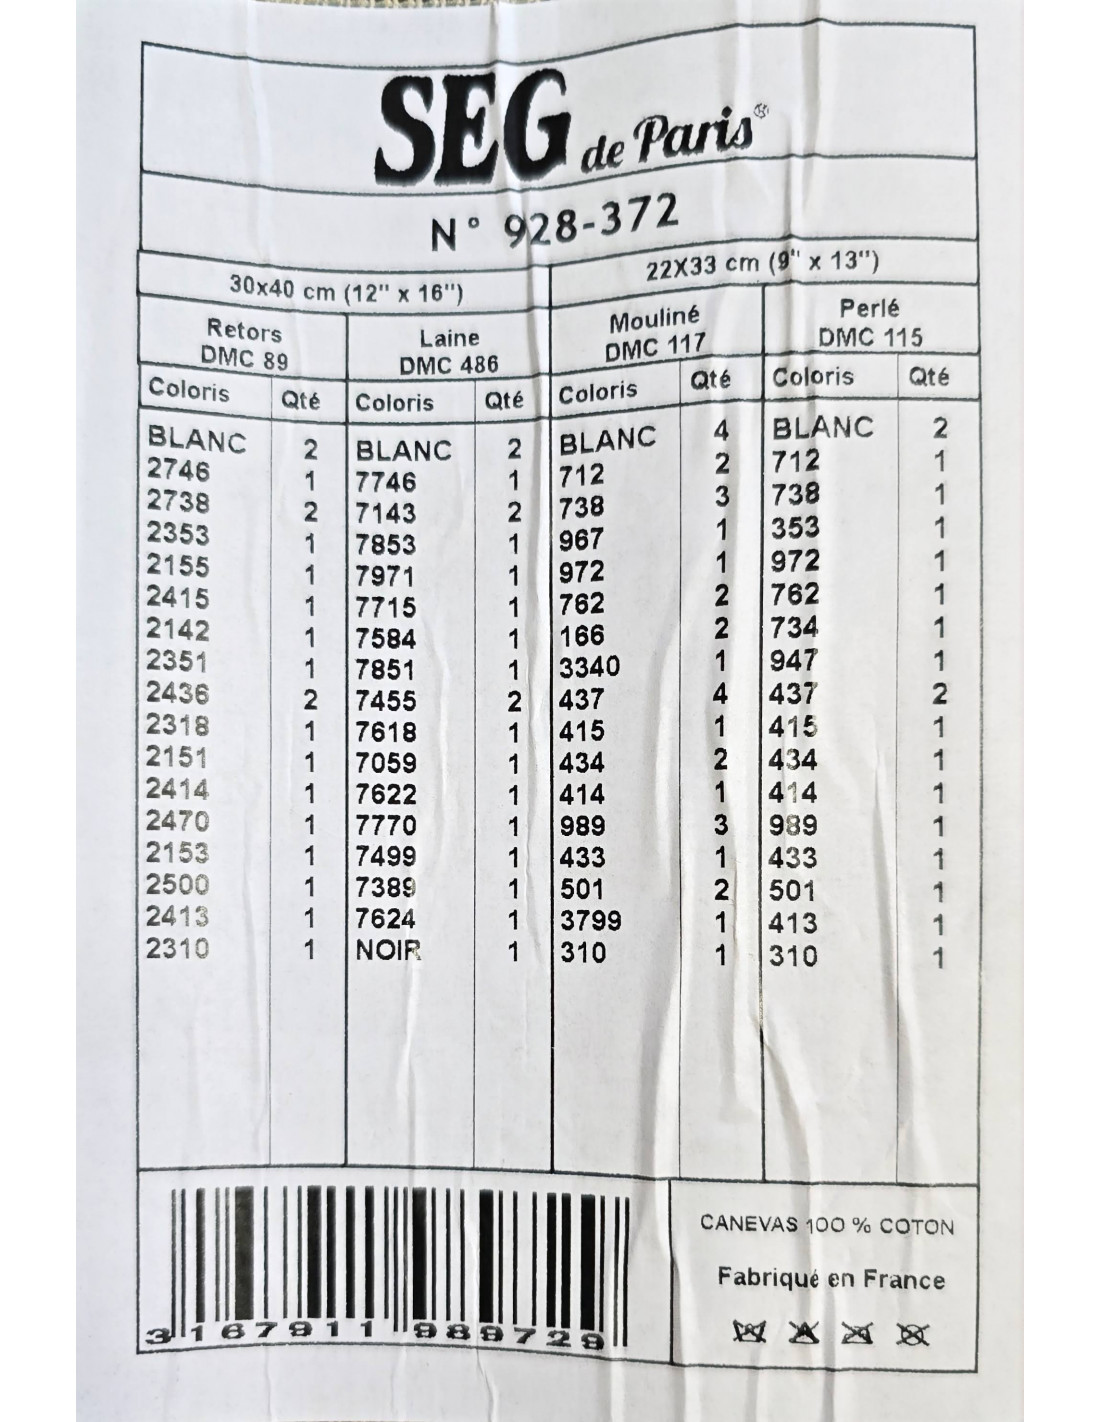 SEG de Paris®
N° 928-372
30x40 cm (12" x 16") 22X33 cm (9" x 13")
Retors Laine Mouliné Perlé
DMC 89 DMC 486 DMC 117 DMC 115
Coloris Qté Coloris Qté Coloris Qté Coloris Qté
BLANC 2 BLANC 2 BLANC 4 BLANC 2
2746 1 7746 1 712 2 712 1
2738 2 7143 2 738 3 738 1
2353 1 7853 1 967 1 353 1
2155 1 7971 1 972 1 972 1
2415 1 7715 1 762 2 762 1
2142 1 7584 1 166 2 734 1
2351 1 7851 1 3340 1 947 1
2436 2 7455 2 437 4 437 2
2318 1 7618 1 415 1 415 1
2151 1 7059 1 434 2 434 1
2414 1 7622 1 414 1 414 1
2470 1 7770 1 989 3 989 1
2153 1 7499 1 433 1 433 1
2500 1 7389 1 501 2 501 1
2413 1 7624 1 3799 1 413 1
2310 1 NOIR 1 310 1 310 1
CANEVAS 100 % COTON
Fabriqué en France
3 167911 989729